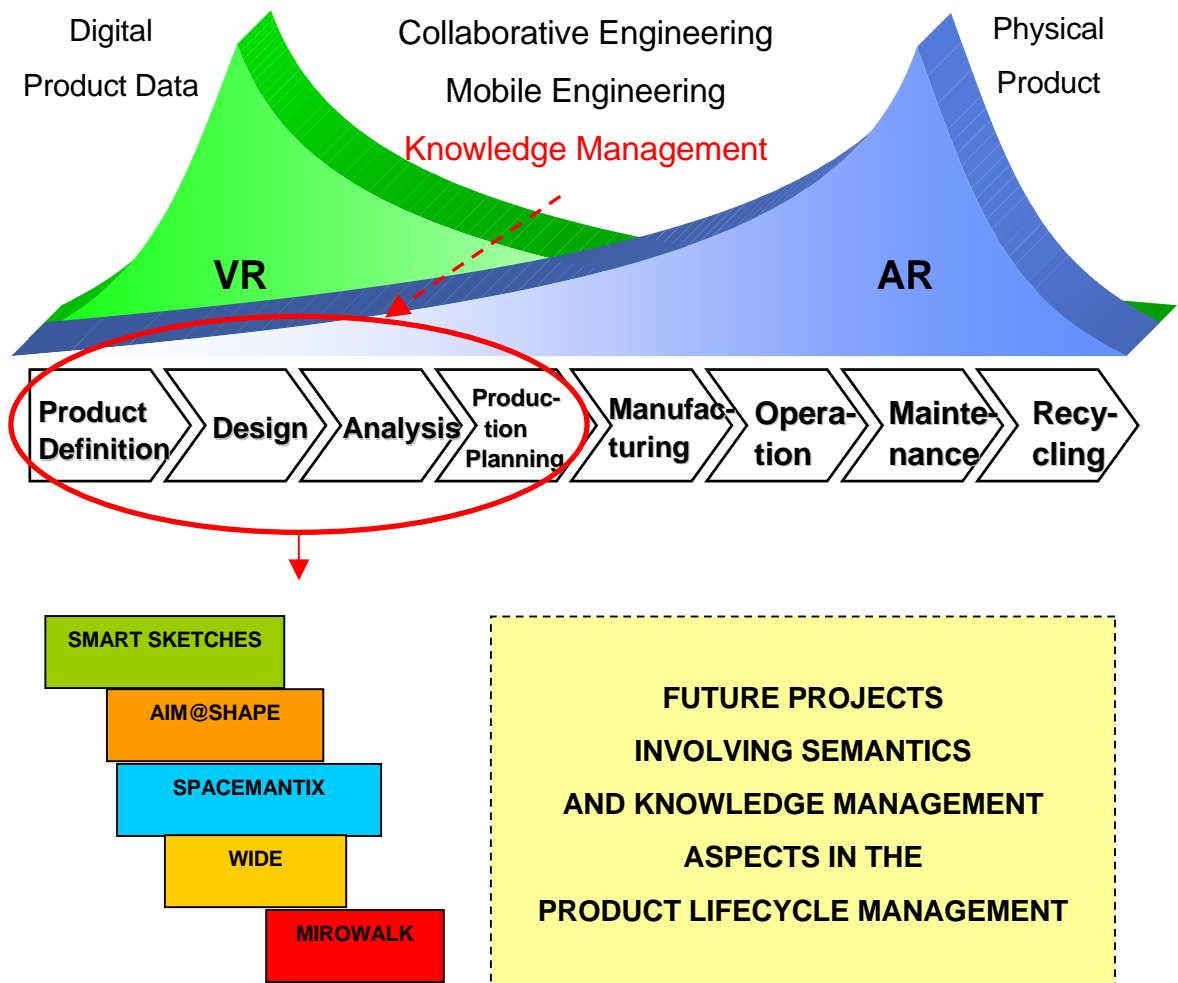 Digital
Product Data
Collaborative Engineering
Mobile Engineering
Knowledge Management
Physical
Product
VR
AR
Product
Definition
Design
Analysis
Produc-
tion
Planning
Manufac-
turing
Opera-
tion
Mainte-
nance
Recy-
cling
SMART SKETCHES
AIM@SHAPE
SPACEMANTIX
WIDE
MIROWALK
FUTURE PROJECTS
INVOLVING SEMANTICS
AND KNOWLEDGE MANAGEMENT
ASPECTS IN THE
PRODUCT LIFECYCLE MANAGEMENT